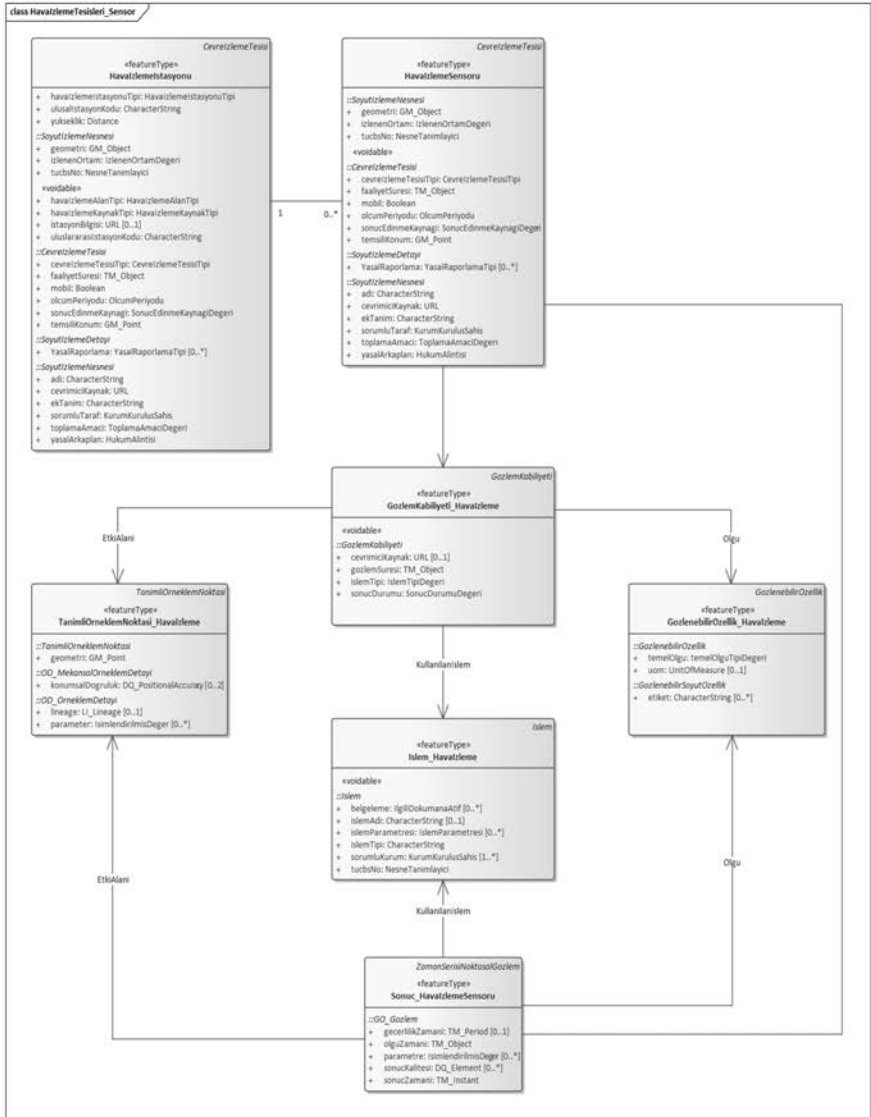 class HavaIzlemeTesisleri_Sensor
CevreIzlemeTesisi
«featureType»
HavaIzlemeIstasyonu
+ havaIzlemeIstasyonuTipi: HavaIzlemeIstasyonuTipi
+ ulusalIstasyonKodu: CharacterString
+ yukseklik: Distance
::SoyutIzlemeNesnesi
+ geometri: GM_Object
+ izlenenOrtam: IzlenenOrtamDegeri
+ tucbsNo: NesneTanimlayici
«voidable»
+ havaIzlemeAlanTipi: HavaIzlemeAlanTipi
+ havaIzlemeKaynakTipi: HavaIzlemeKaynakTipi
+ istasyonBilgisi: URL [0..1]
+ uluslararasiIstasyonKodu: CharacterString
::CevreIzlemeTesisi
+ cevreIzlemeTesisiTipi: CevreIzlemeTesisiTipi
+ faaliyetSuresi: TM_Object
+ mobil: Boolean
+ olcumPeriyodu: OlcumPeriyodu
+ sonucEdinmeKaynagi: SonucEdinmeKaynagiDegeri
+ temsiliKonum: GM_Point
::SoyutIzlemeDetayi
+ YasalRaporlama: YasalRaporlamaTipi [0..*]
::SoyutIzlemeNesnesi
+ adi: CharacterString
+ cevrimiciKaynak: URL
+ ekTanim: CharacterString
+ sorumluTaraf: KurumKurulusSahis
+ toplamaAmaci: ToplamaAmaciDegeri
+ yasalArkaplan: HukumAlintisi
1
0..*
CevreIzlemeTesisi
«featureType»
HavaIzlemeSensoru
::SoyutIzlemeNesnesi
+ geometri: GM_Object
+ izlenenOrtam: IzlenenOrtamDegeri
+ tucbsNo: NesneTanimlayici
«voidable»
::CevreIzlemeTesisi
+ cevreIzlemeTesisiTipi: CevreIzlemeTesisiTipi
+ faaliyetSuresi: TM_Object
+ mobil: Boolean
+ olcumPeriyodu: OlcumPeriyodu
+ sonucEdinmeKaynagi: SonucEdinmeKaynagiDegeri
+ temsiliKonum: GM_Point
::SoyutIzlemeDetayi
+ YasalRaporlama: YasalRaporlamaTipi [0..*]
::SoyutIzlemeNesnesi
+ adi: CharacterString
+ cevrimiciKaynak: URL
+ ekTanim: CharacterString
+ sorumluTaraf: KurumKurulusSahis
+ toplamaAmaci: ToplamaAmaciDegeri
+ yasalArkaplan: HukumAlintisi
GozlemKabiliyeti
«featureType»
GozlemKabiliyeti_HavaIzleme
«voidable»
::GozlemKabiliyeti
+ cevrimiciKaynak: URL [0..1]
+ gozlemSuresi: TM_Object
+ islemTipi: IslemTipiDegeri
+ sonucDurumu: SonucDurumuDegeri
EtkiAlani
Olgu
TanimliOrneklemNoktasi
«featureType»
TanimliOrneklemNoktasi_HavaIzleme
::TanimliOrneklemNoktasi
+ geometri: GM_Point
::OD_MekansalOrneklemDetayi
+ konumsalDogruluk: DQ_PositionalAccuracy [0..2]
::OD_OrneklemDetayi
+ lineage: LI_Lineage [0..1]
+ parameter: IsimlendirilmisDeger [0..*]
GozlenebilirOzellik
«featureType»
GozlenebilirOzellik_HavaIzleme
::GozlenebilirOzellik
+ temelOlgu: temelOlguTipiDegeri
+ uom: UnitOfMeasure [0..1]
::GozlenebilirSoyutOzellik
+ etiket: CharacterString [0..*]
KullanilanIslem
Islem
«featureType»
Islem_HavaIzleme
«voidable»
::Islem
+ belgeleme: IlgiliDokumanaAtif [0..*]
+ islemAdi: CharacterString [0..1]
+ islemParametresi: IslemParametresi [0..*]
+ islemTipi: CharacterString
+ sorumluKurum: KurumKurulusSahis [1..*]
+ tucbsNo: NesneTanimlayici
EtkiAlani
Olgu
KullanilanIslem
ZamanSerisiNoktasalGozlem
«featureType»
Sonuc_HavaIzlemeSensoru
::GO_Gozlem
+ gecerlilikZamani: TM_Period [0..1]
+ olguZamani: TM_Object
+ parametre: IsimlendirilmisDeger [0..*]
+ sonucKalitesi: DQ_Element [0..*]
+ sonucZamani: TM_Instant